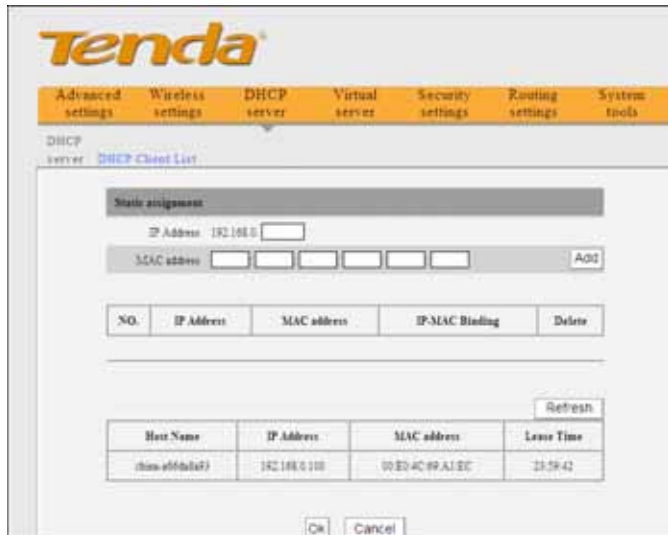 Tenda
Advanced settings
Wireless settings
DHCP server
Virtual server
Security settings
Routing settings
System tools
DHCP server
DHCP Client List
Static assignment
IP Address 192.168.0.
MAC address
Add
NO. IP Address MAC address IP-MAC Binding Delete
Refresh
Host Name IP Address MAC address Lease Time
192.168.0.100 23:59:42
Ok Cancel